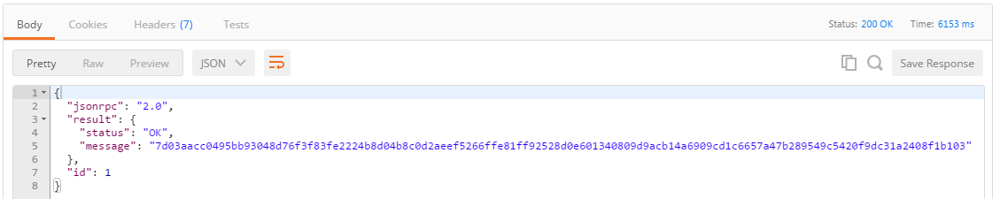 Body Cookies Headers (7) Tests Status: 200 OK Time: 6153 ms
Pretty Raw Preview JSON Save Response
1 {
2 "jsonrpc": "2.0",
3 "result": {
4 "status": "OK",
5 "message": "7d03aacc0495bb93048d76f3f83fe2224b8d04b8c0d2aeef5266ffe81ff92528d0e601340809d9acb14a6909cd1c6657a47b289549c5420f9dc31a2408f1b103"
6 },
7 "id": 1
8 }